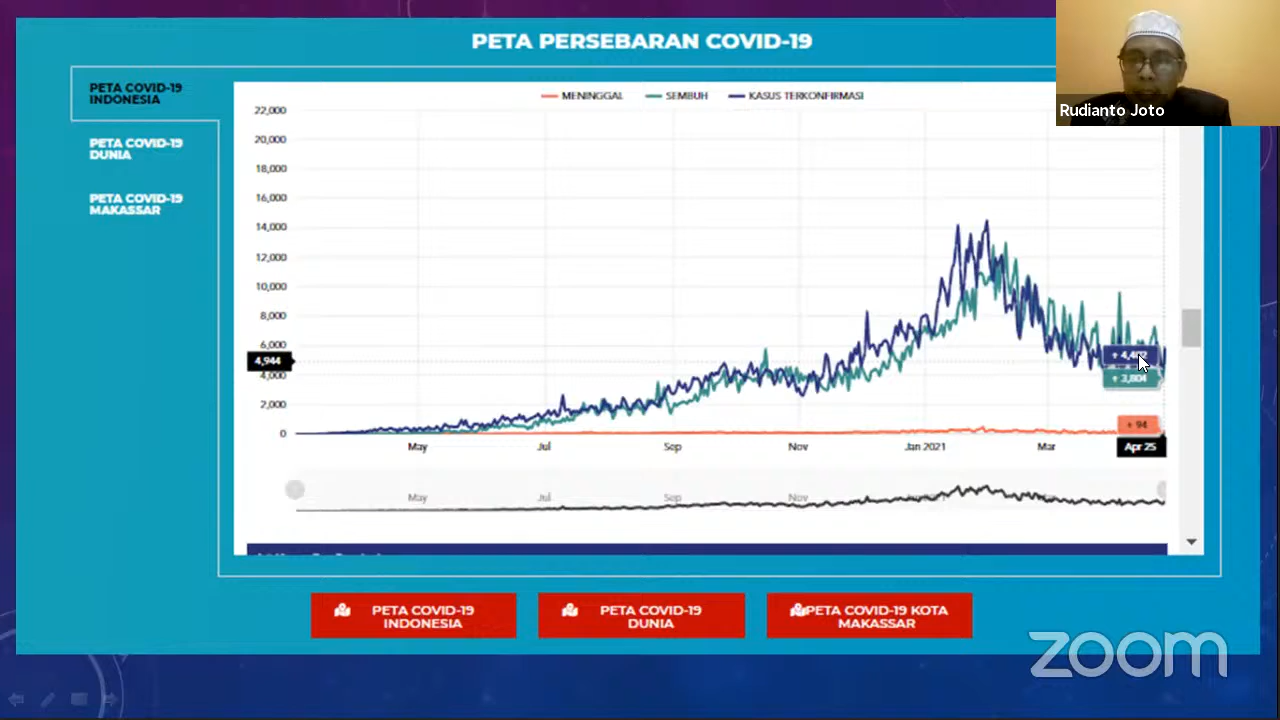 PETA PERSEBARAN COVID-19
Rudianto Joto
PETA COVID-19
INDONESIA
PETA COVID-19
DUNIA
PETA COVID-19
MAKASSAR
MENINGGAL SEMBUH KASUS TERKONFIRMASI
22,000
20,000
18,000
16,000
14,000
12,000
10,000
8,000
6,000
4,944
4,000
2,000
0
+ 3,804
+ 94
Apr 25
May Jul Sep Nov Jan 2021 Mar
May Jul Sep Nov
PETA COVID-19
INDONESIA
PETA COVID-19
DUNIA
PETA COVID-19 KOTA
MAKASSAR
zoom